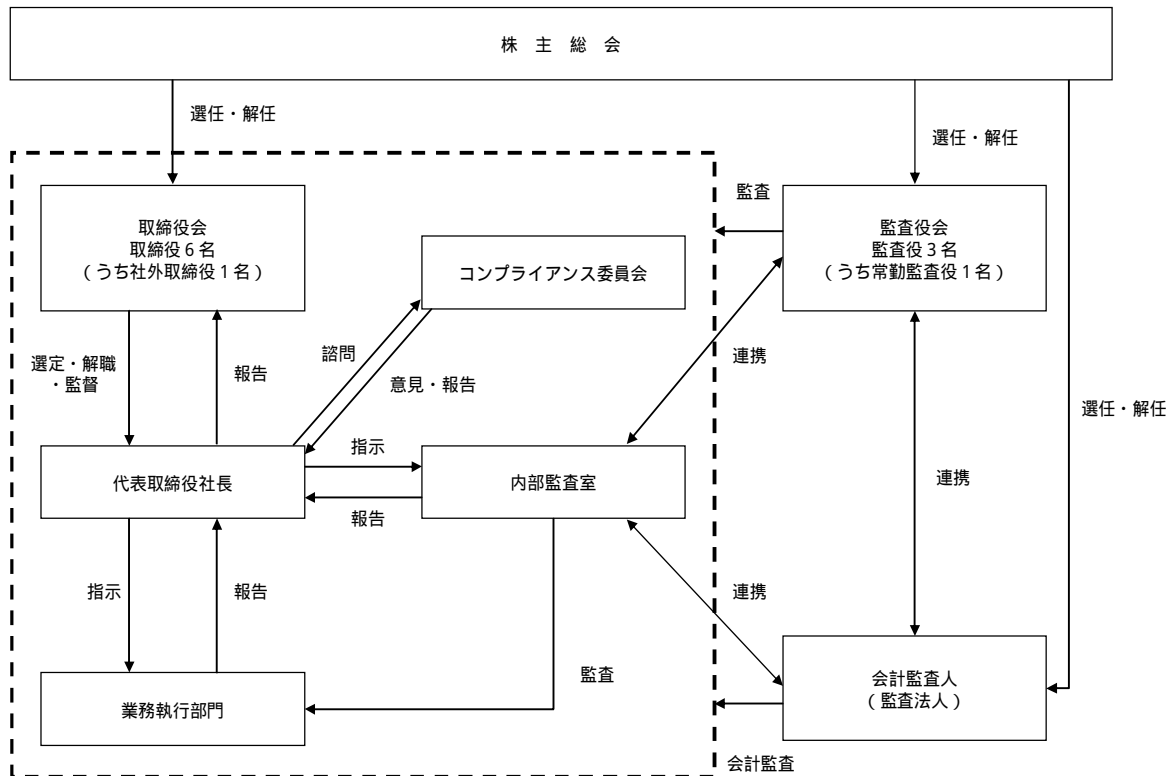 株 主 総 会
選任・解任
選任・解任
取締役会
取締役6名
(うち社外取締役1名)
監査
監査役会
監査役3名
(うち常勤監査役1名)
コンプライアンス委員会
選定・解職
・監督
報告
諮問
意見・報告
連携
選任・解任
代表取締役社長
指示
報告
内部監査室
連携
指示
報告
連携
監査
業務執行部門
会計監査人
(監査法人)
会計監査